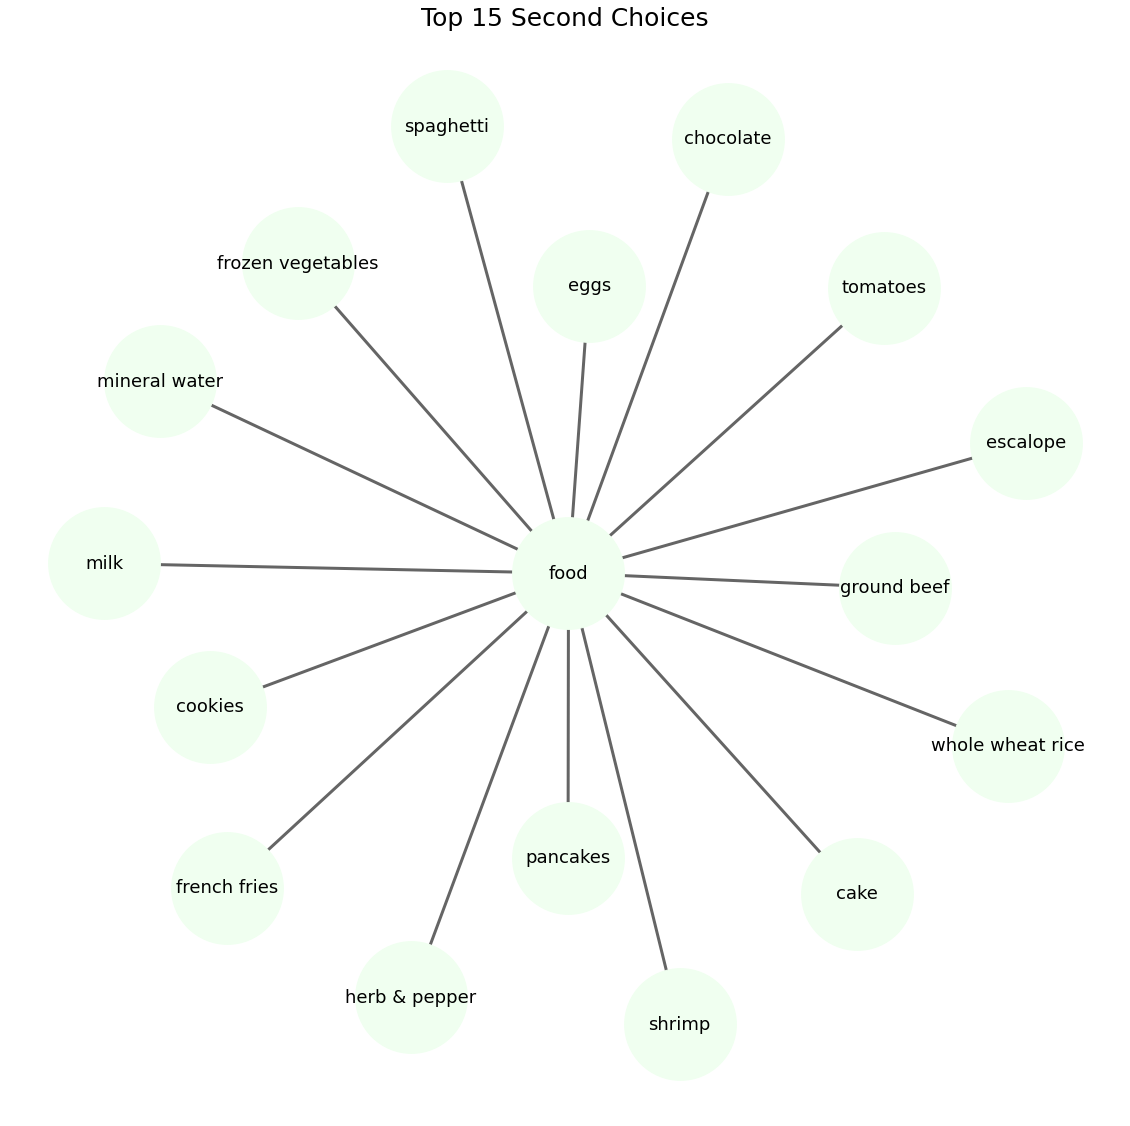 Top 15 Second Choices
spaghetti
chocolate
frozen vegetables
eggs
tomatoes
mineral water
escalope
milk
food
ground beef
cookies
whole wheat rice
french fries
pancakes
cake
herb & pepper
shrimp